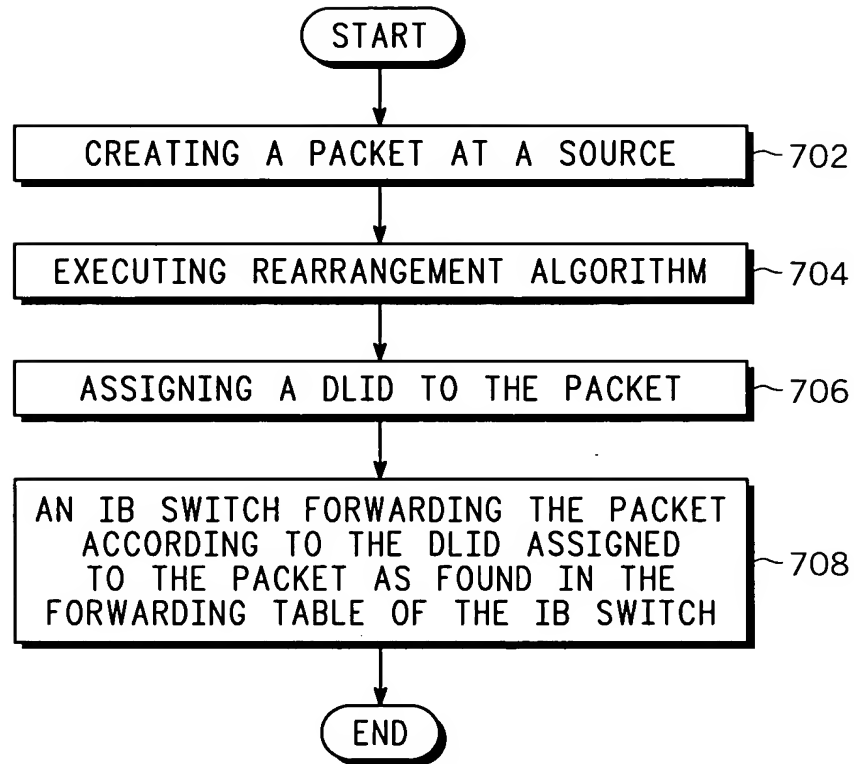 START
CREATING A PACKET AT A SOURCE
702
EXECUTING REARRANGEMENT ALGORITHM
704
ASSIGNING A DLID TO THE PACKET
706
AN IB SWITCH FORWARDING THE PACKET
ACCORDING TO THE DLID ASSIGNED
TO THE PACKET AS FOUND IN THE
FORWARDING TABLE OF THE IB SWITCH
708
END